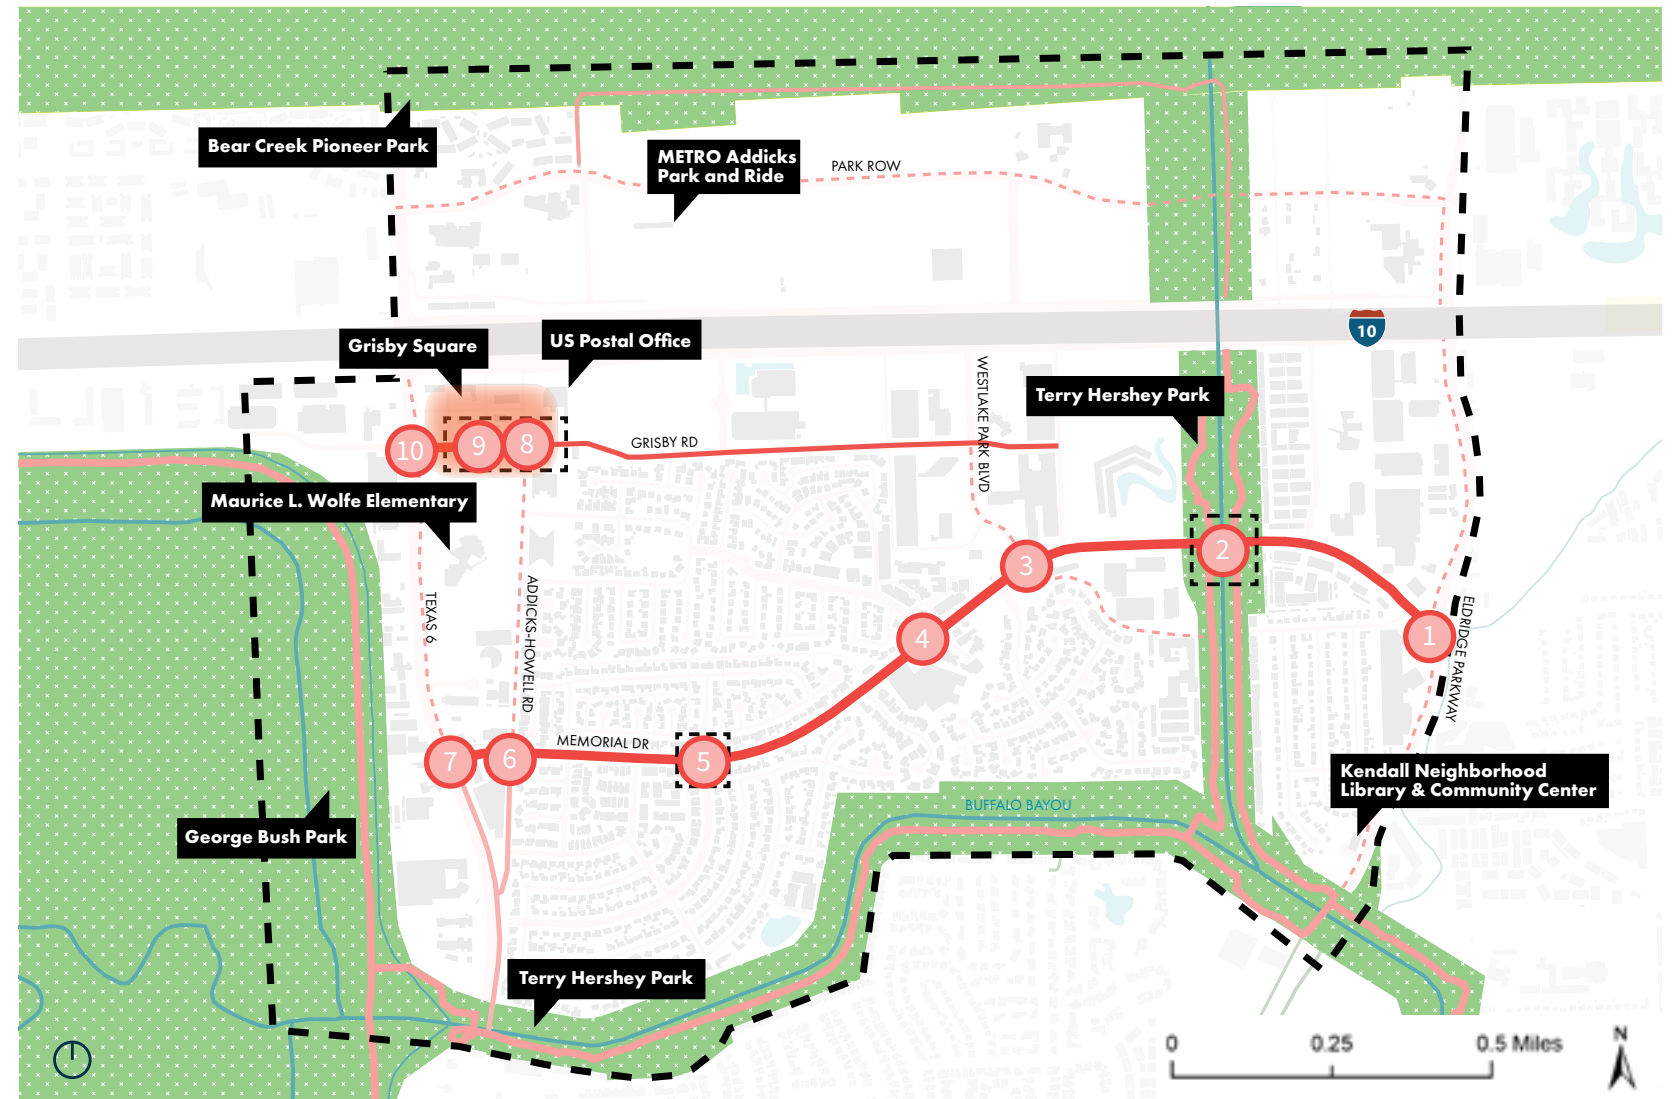 Bear Creek Pioneer Park
METRO Addicks
Park and Ride
PARK ROW
10
Grisby Square
US Postal Office
WESTLAKE PARK BLVD
Terry Hershey Park
10
9
8
GRISBY RD
Maurice L. Wolfe Elementary
2
3
TEXAS 6
ADDICKS-HOWELL RD
4
1
ELDRIDGE PARKWAY
7
6
MEMORIAL DR
5
Kendall Neighborhood
Library & Community Center
BUFFALO BAYOU
George Bush Park
Terry Hershey Park
0
0.25
0.5 Miles
N